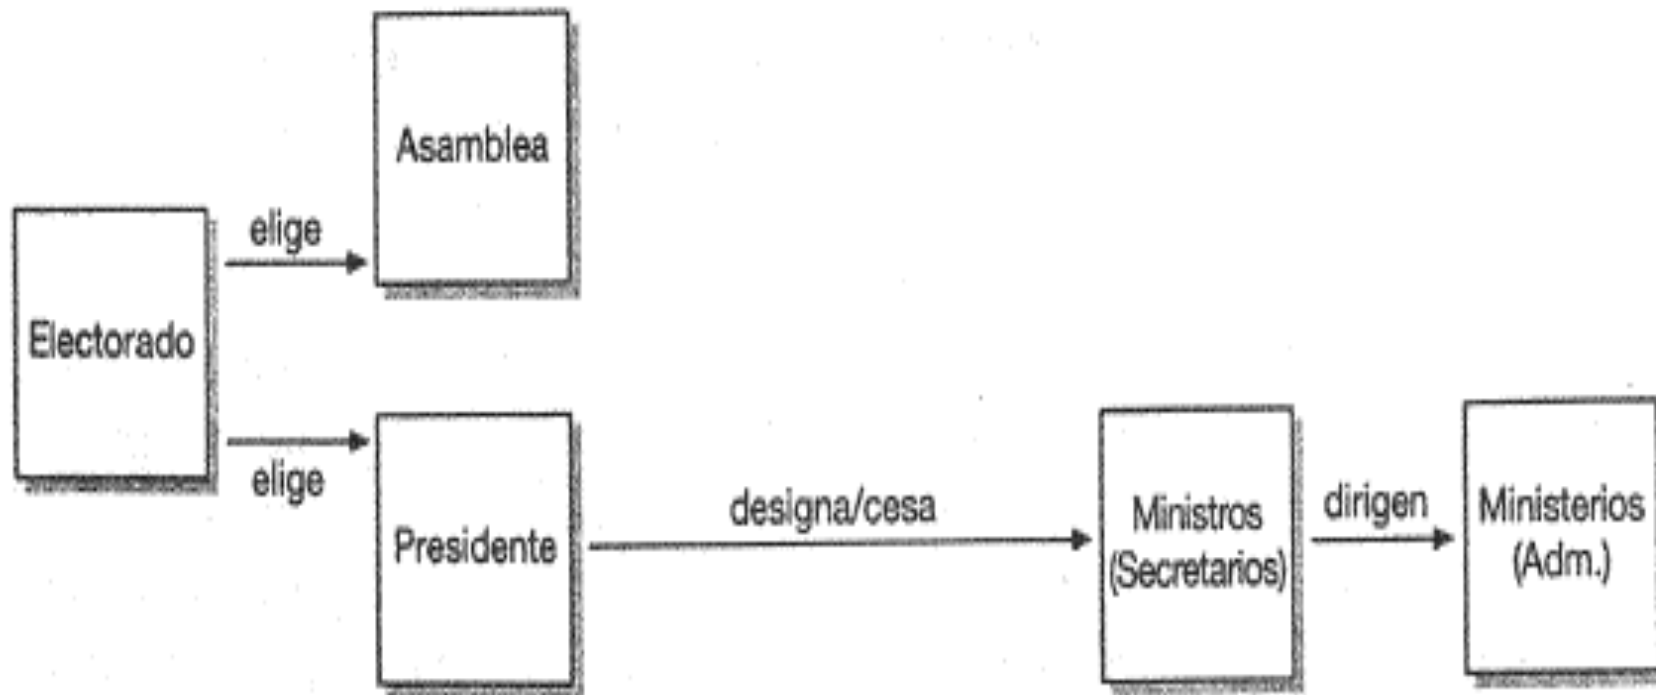 Asamblea
elige
Electorado
elige
Presidente
designa/cesa
Ministros
(Secretarios)
dirigen
Ministerios
(Adm.)